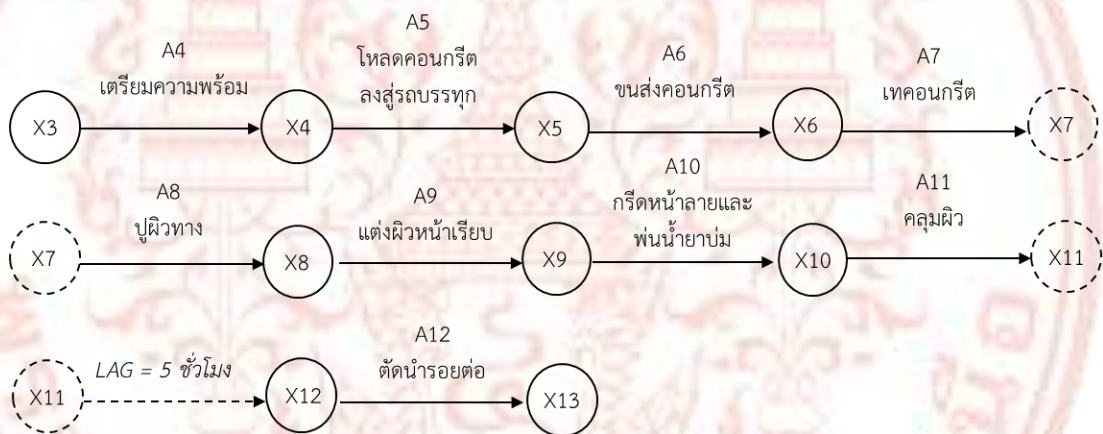 A4
เตรียมความพร้อม
A5
โหลดคอนกรีต
ลงสู่รถบรรทุก
A6
ขนส่งคอนกรีต
A7
เทคอนกรีต
X3
X4
X5
X6
X7
A8
ปูผิวทาง
A9
แต่งผิวหน้าเรียบ
A10
กรีดหน้าลายและ
พ่นน้ำยาบ่ม
A11
คลุมผิว
X7
X8
X9
X10
X11
LAG = 5 ชั่วโมง
A12
ตัดนำรอยต่อ
X11
X12
X13